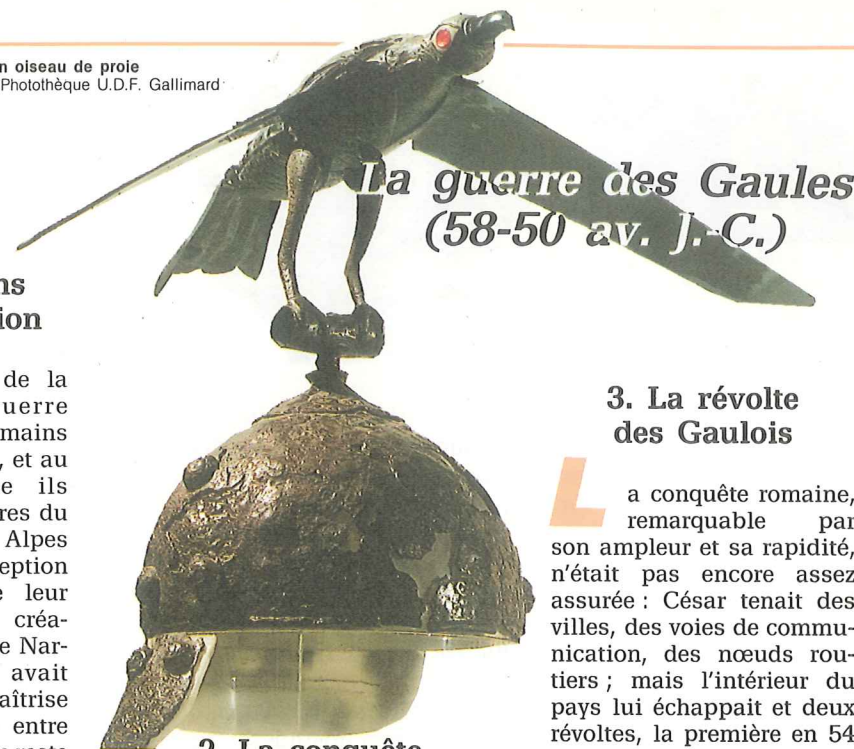 n oiseau de proie
Photothèque U.D.F. Gallimard
La guerre des Gaules
(58-50 av. J.-C.)
ns
ion
de la
uerre
mains
, et au
e ils
res du
Alpes
eption
e leur
créa-
e Nar-
avait
aîtrise
entre
reste
2. La conquête
3. La révolte
des Gaulois
La conquête romaine,
remarquable par
son ampleur et sa rapidité,
n'était pas encore assez
assurée : César tenait des
villes, des voies de commu-
nication, des nœuds rou-
tiers ; mais l'intérieur du
pays lui échappait et deux
révoltes, la première en 54